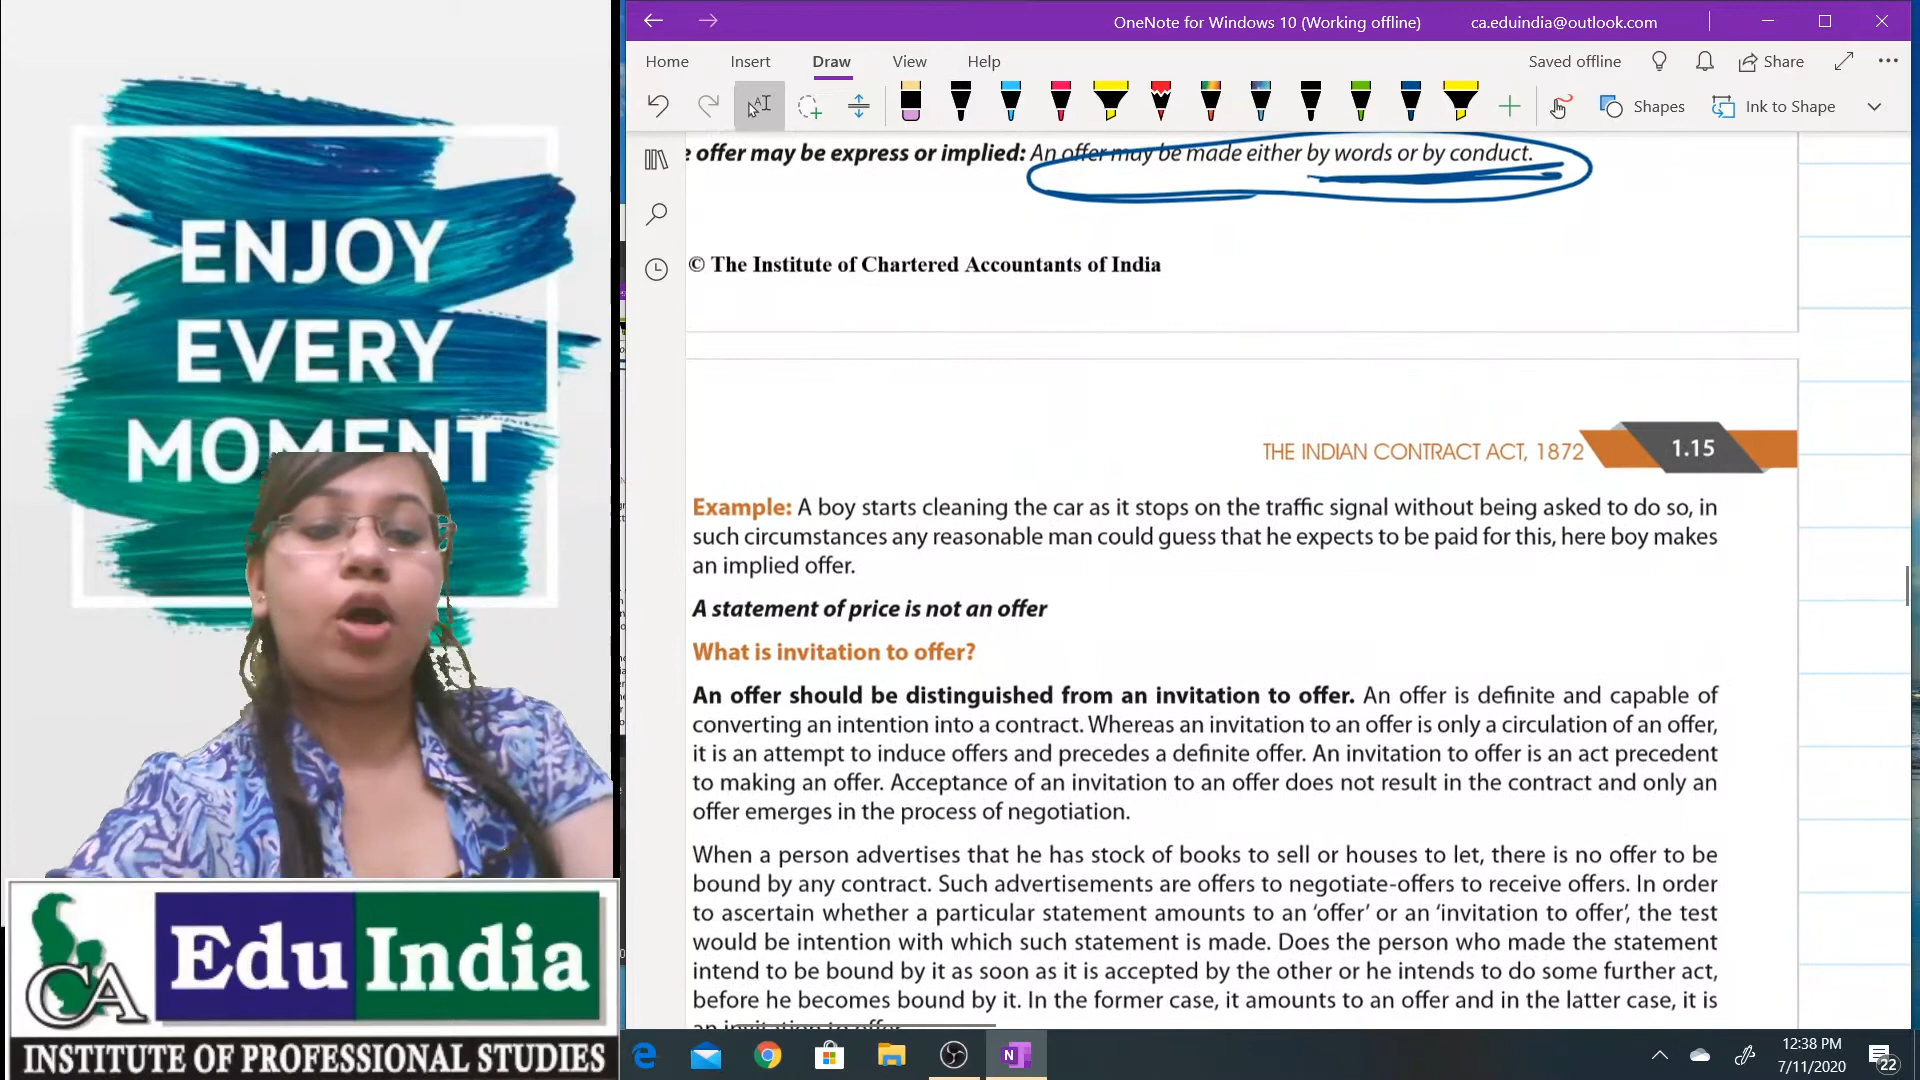 ENJOY
EVERY
MOMENT
CA Edu India
INSTITUTE OF PROFESSIONAL STUDIES
OneNote for Windows 10 (Working offline)
ca.eduindia@outlook.com
Home Insert Draw View Help
Saved offline
Share
Shapes
Ink to Shape
e offer may be express or implied: An offer may be made either by words or by conduct.
© The Institute of Chartered Accountants of India
THE INDIAN CONTRACT ACT, 1872
1.15
Example: A boy starts cleaning the car as it stops on the traffic signal without being asked to do so, in
such circumstances any reasonable man could guess that he expects to be paid for this, here boy makes
an implied offer.
A statement of price is not an offer
What is invitation to offer?
An offer should be distinguished from an invitation to offer. An offer is definite and capable of
converting an intention into a contract. Whereas an invitation to an offer is only a circulation of an offer,
it is an attempt to induce offers and precedes a definite offer. An invitation to offer is an act precedent
to making an offer. Acceptance of an invitation to an offer does not result in the contract and only an
offer emerges in the process of negotiation.
When a person advertises that he has stock of books to sell or houses to let, there is no offer to be
bound by any contract. Such advertisements are offers to negotiate-offers to receive offers. In order
to ascertain whether a particular statement amounts to an ‘offer’ or an ‘invitation to offer’, the test
would be intention with which such statement is made. Does the person who made the statement
intend to be bound by it as soon as it is accepted by the other or he intends to do some further act,
before he becomes bound by it. In the former case, it amounts to an offer and in the latter case, it is
an invitation to offer
12:38 PM
7/11/2020
22